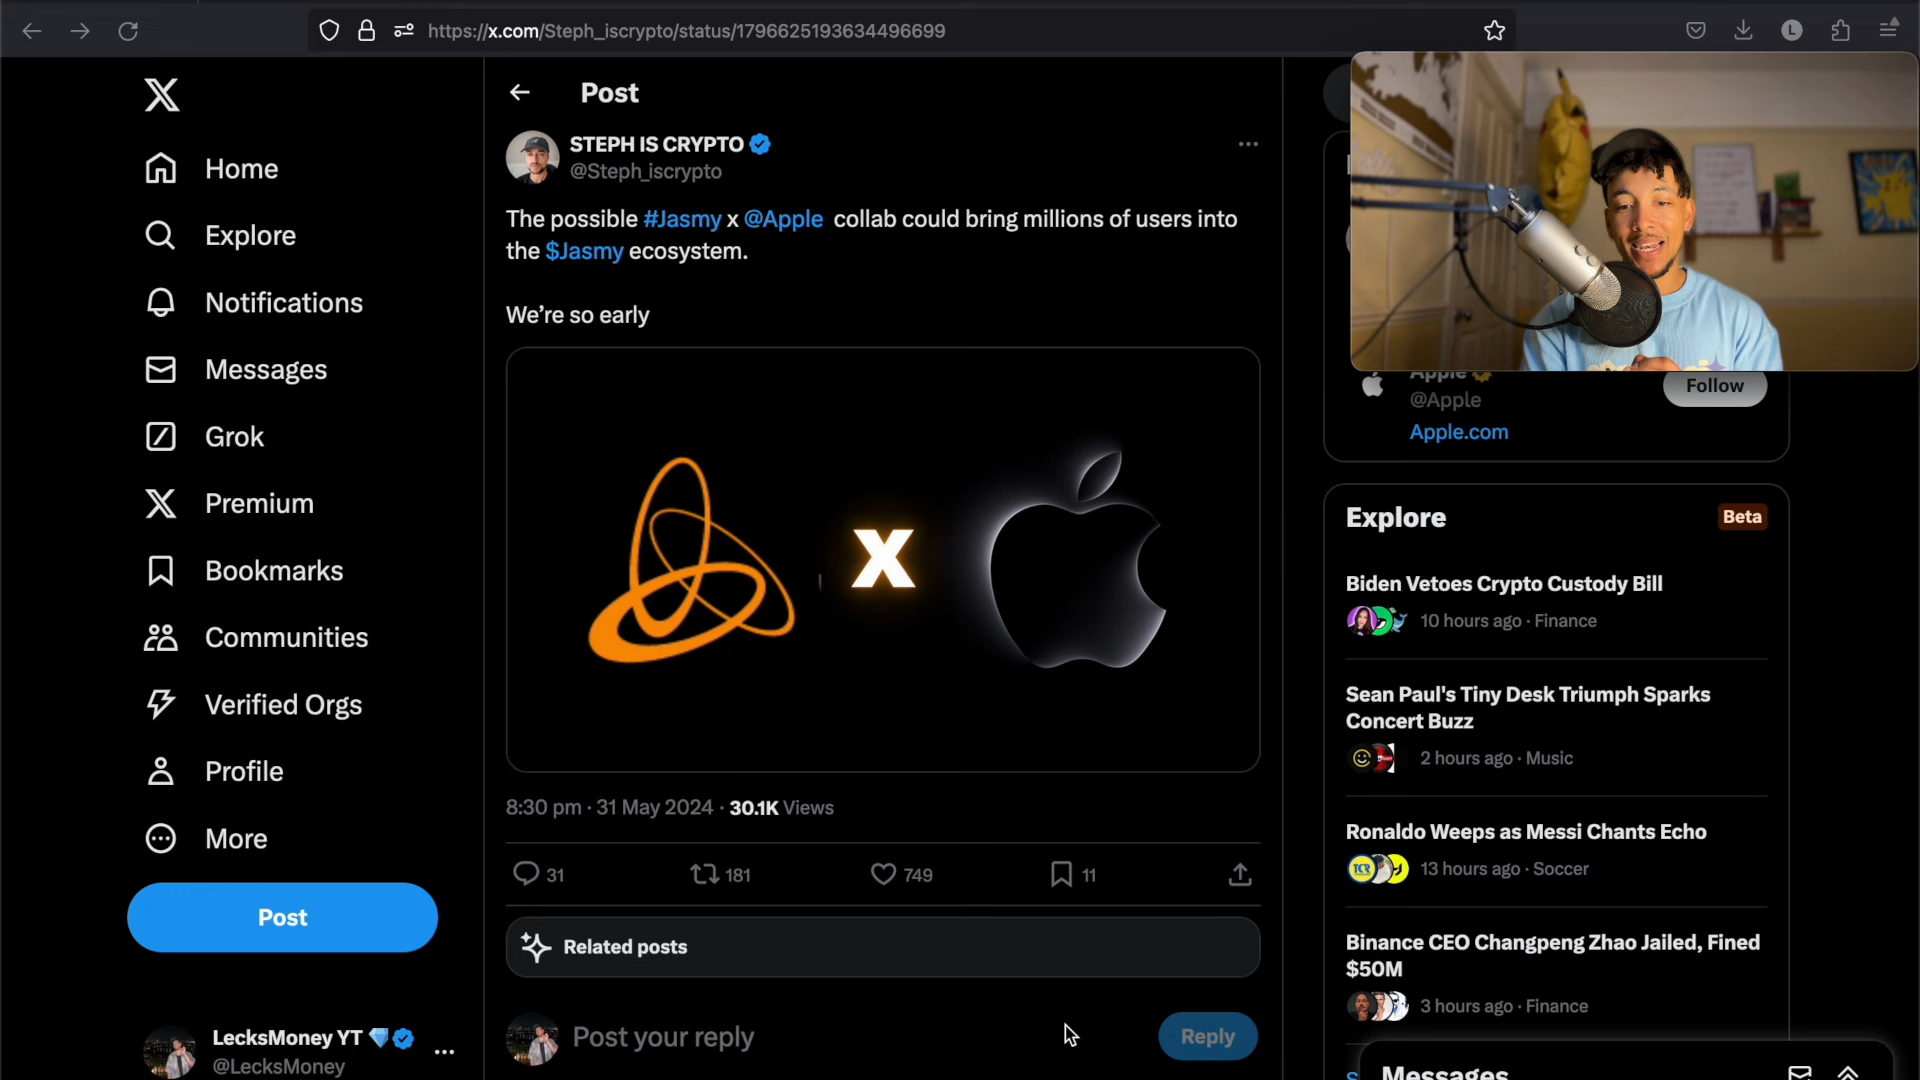 https://x.com/Steph_iscrypto/status/1796625193634496699
L
Home
Explore
Notifications
Messages
Grok
Premium
Bookmarks
Communities
Verified Orgs
Profile
More
Post
LecksMoney YT
@LecksMoney
Post
STEPH IS CRYPTO
@Steph_iscrypto
The possible #Jasmy x @Apple collab could bring millions of users into
the $Jasmy ecosystem.
We’re so early
X
8:30 pm · 31 May 2024 · 30.1K Views
31
181
749
11
Related posts
Post your reply
Reply
Apple
@Apple
Follow
Apple.com
Explore
Beta
Biden Vetoes Crypto Custody Bill
10 hours ago · Finance
Sean Paul's Tiny Desk Triumph Sparks
Concert Buzz
2 hours ago · Music
Ronaldo Weeps as Messi Chants Echo
TCR
13 hours ago · Soccer
Binance CEO Changpeng Zhao Jailed, Fined
$50M
3 hours ago · Finance
Messages